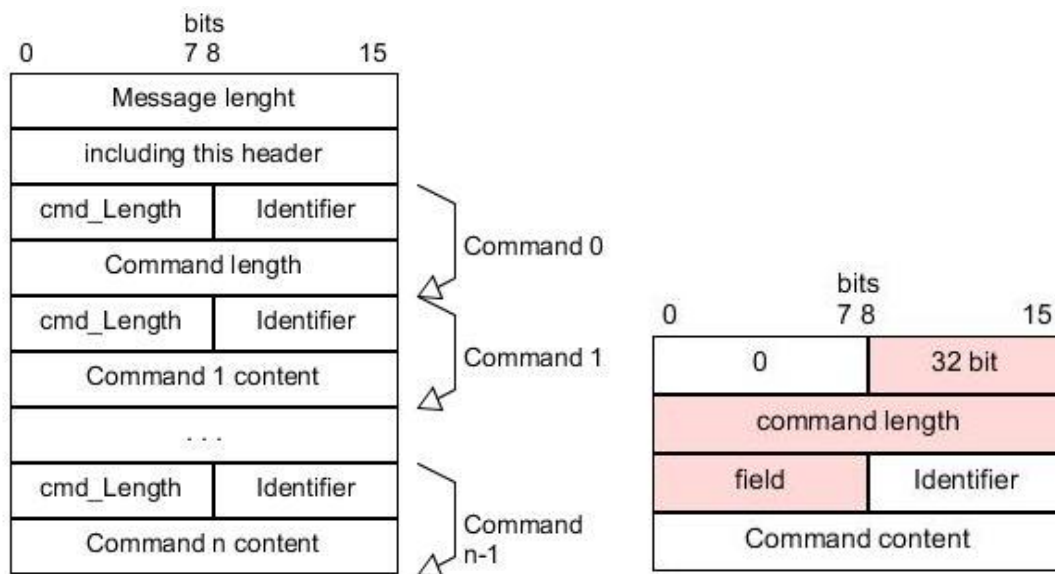 bits
0 7 8 15
Message lenght
including this header
cmd_Length Identifier
Command length
cmd_Length Identifier
Command 1 content
. . .
cmd_Length Identifier
Command n content
Command 0
Command 1
Command
n-1
bits
0 7 8 15
0 32 bit
command length
field Identifier
Command content